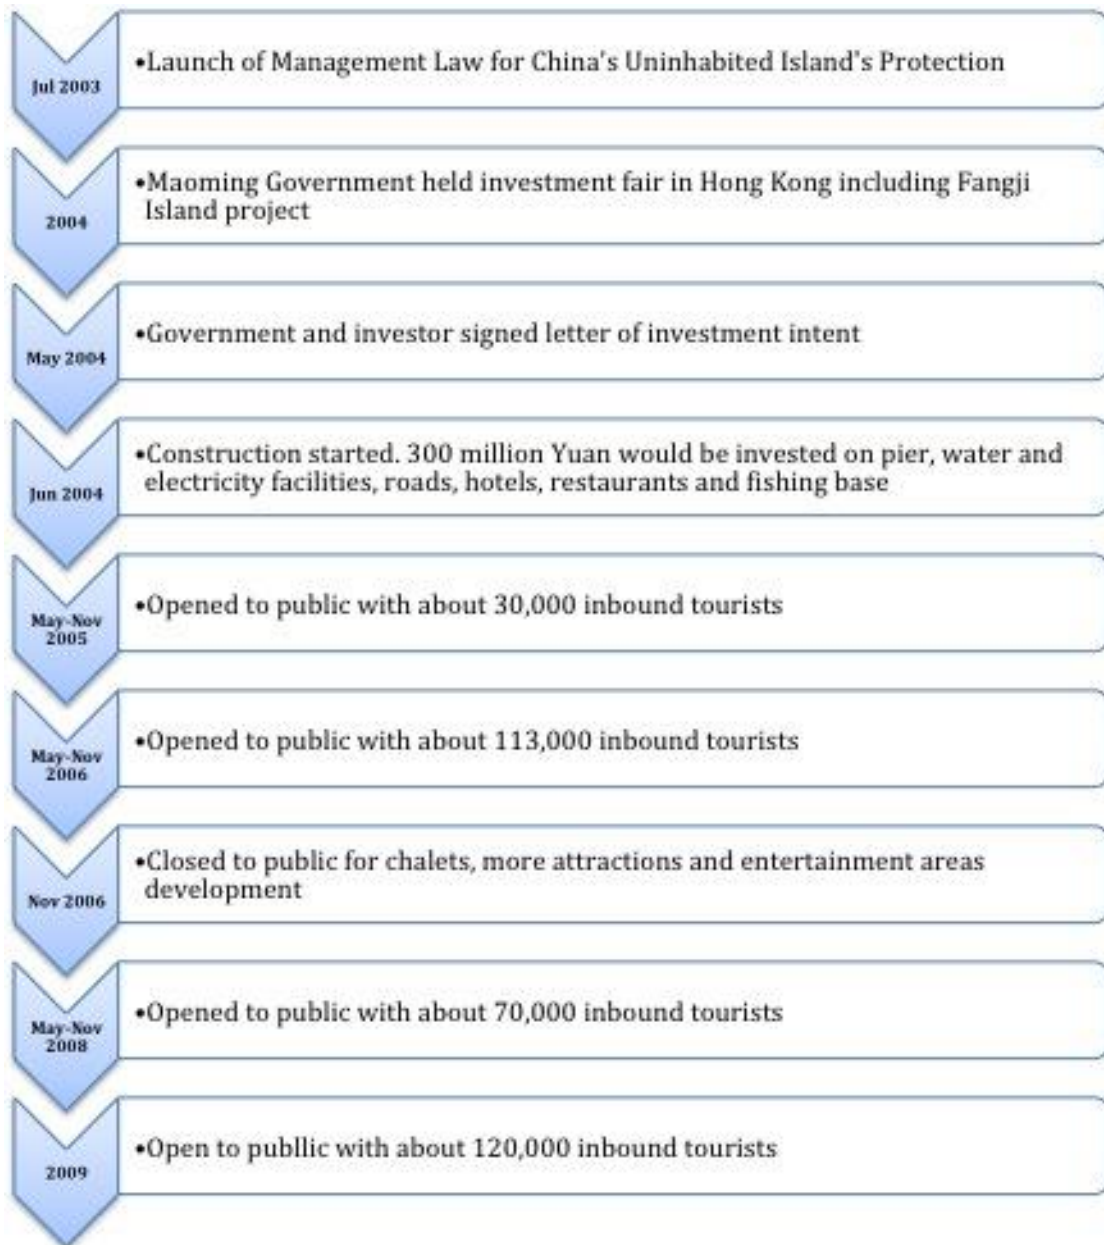 Jul 2003
•Launch of Management Law for China's Uninhabited Island's Protection
2004
•Maoming Government held investment fair in Hong Kong including Fangji
Island project
May 2004
•Government and investor signed letter of investment intent
Jun 2004
•Construction started. 300 million Yuan would be invested on pier, water and
electricity facilities, roads, hotels, restaurants and fishing base
May-Nov
2005
•Opened to public with about 30,000 inbound tourists
May-Nov
2006
•Opened to public with about 113,000 inbound tourists
Nov 2006
•Closed to public for chalets, more attractions and entertainment areas
development
May-Nov
2008
•Opened to public with about 70,000 inbound tourists
2009
•Open to publlic with about 120,000 inbound tourists